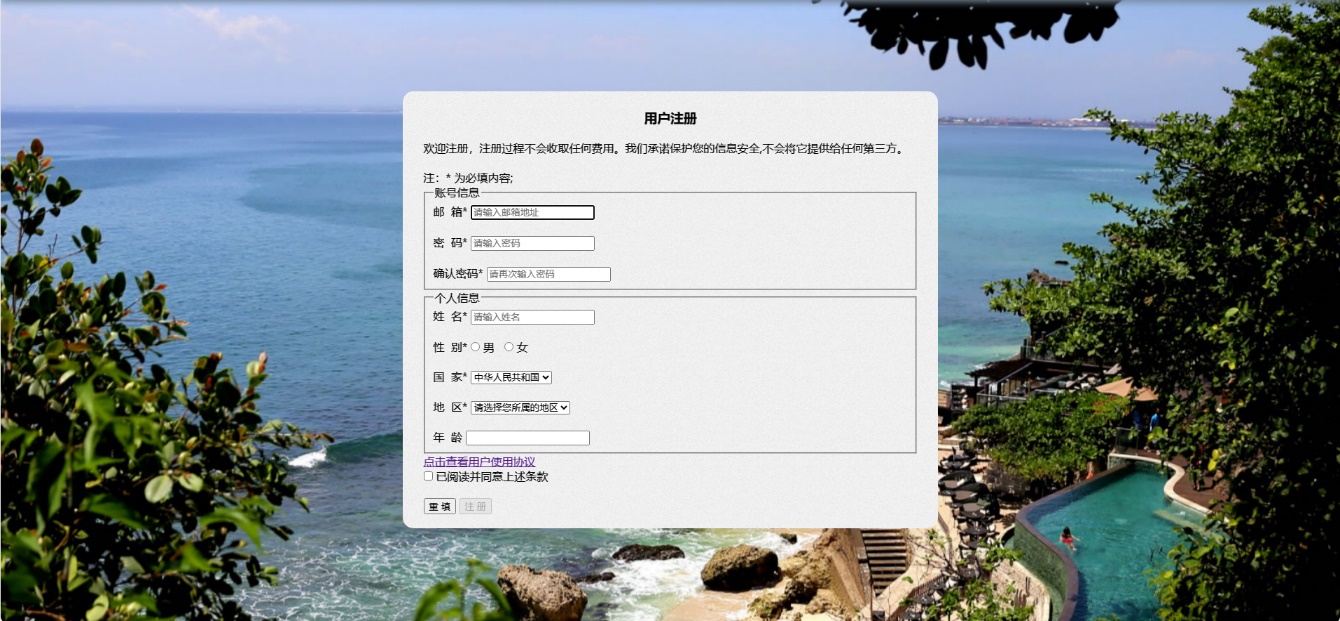 用户注册
欢迎注册，注册过程不会收取任何费用。我们承诺保护您的信息安全,不会将它提供给任何第三方。
注：* 为必填内容;
账号信息
邮 箱* 请输入邮箱地址
密 码* 请输入密码
确认密码* 请再次输入密码
个人信息
姓 名* 请输入姓名
性 别* 男 女
国 家* 中华人民共和国
地 区* 请选择您所属的地区
年 龄
点击查看用户使用协议
已阅读并同意上述条款
重 填 注 册